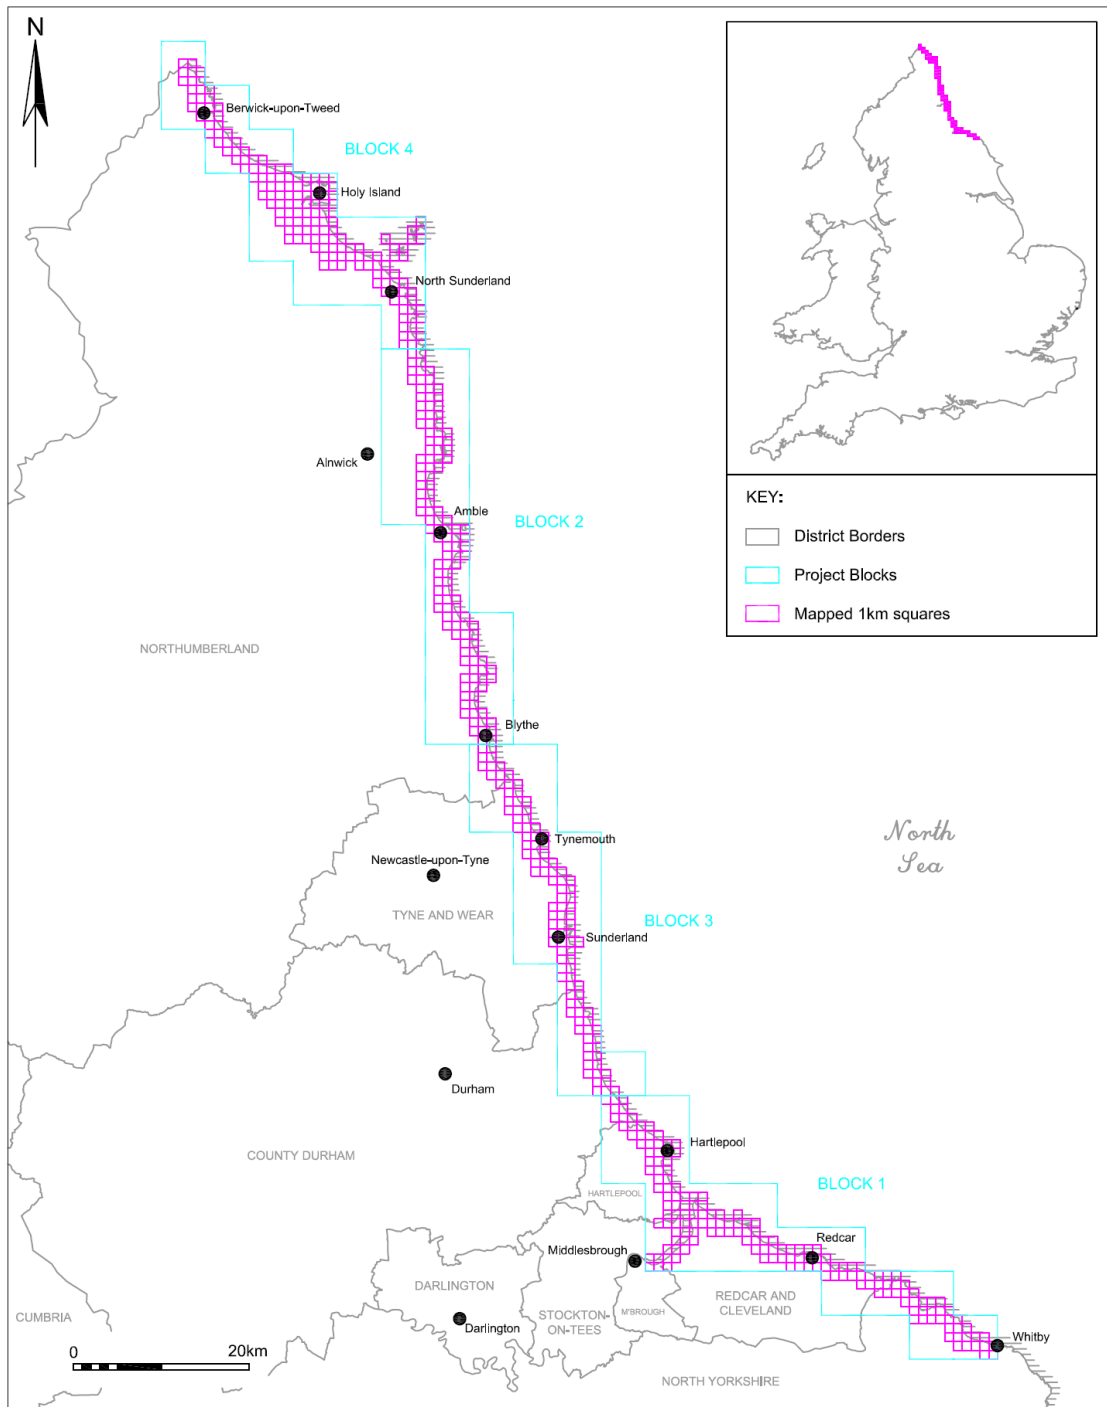 N
Berwick-upon-Tweed
BLOCK 4
Holy Island
North Sunderland
Alnwick
Amble
BLOCK 2
KEY:
District Borders
Project Blocks
Mapped 1km squares
NORTHUMBERLAND
Blythe
North
Sea
Tynemouth
Newcastle-upon-Tyne
TYNE AND WEAR
BLOCK 3
Sunderland
Durham
COUNTY DURHAM
Hartlepool
HARTLEPOOL
BLOCK 1
Redcar
Middlesbrough
DARLINGTON
REDCAR AND
CLEVELAND
M'BROUGH
STOCKTON-
ON-TEES
CUMBRIA
Darlington
Whitby
0 20km
NORTH YORKSHIRE